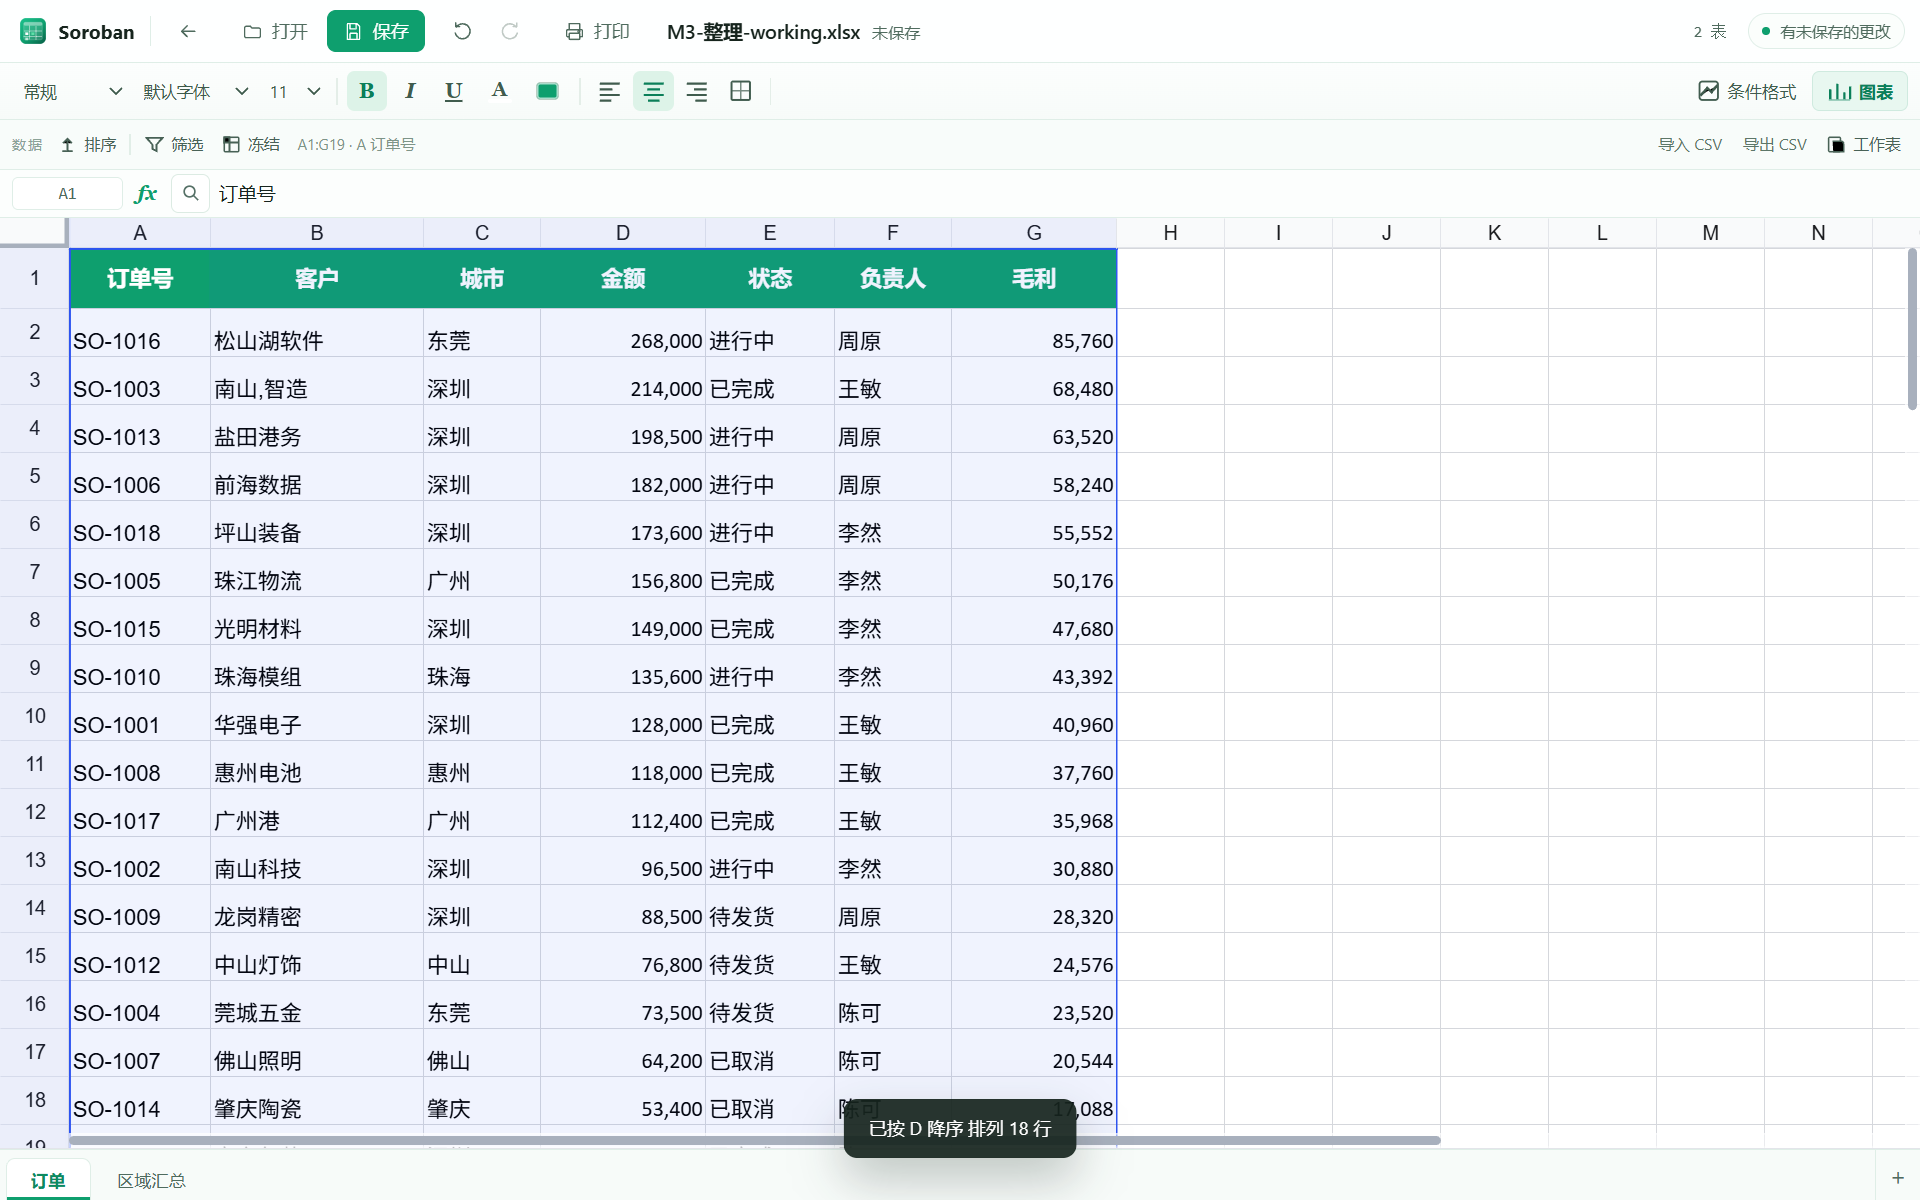 Soroban
打开
保存
打印
M3-整理-working.xlsx 未保存
2 表
有未保存的更改
常规
默认字体
11
B
I
U
A
条件格式
图表
数据
排序
筛选
冻结
A1:G19 · A 订单号
导入 CSV
导出 CSV
工作表
A1
fx
订单号
A B C D E F G H I J K L M N
1 订单号 客户 城市 金额 状态 负责人 毛利
2 SO-1016 松山湖软件 东莞 268,000 进行中 周原 85,760
3 SO-1003 南山,智造 深圳 214,000 已完成 王敏 68,480
4 SO-1013 盐田港务 深圳 198,500 进行中 周原 63,520
5 SO-1006 前海数据 深圳 182,000 进行中 周原 58,240
6 SO-1018 坪山装备 深圳 173,600 进行中 李然 55,552
7 SO-1005 珠江物流 广州 156,800 已完成 李然 50,176
8 SO-1015 光明材料 深圳 149,000 已完成 李然 47,680
9 SO-1010 珠海模组 珠海 135,600 进行中 李然 43,392
10 SO-1001 华强电子 深圳 128,000 已完成 王敏 40,960
11 SO-1008 惠州电池 惠州 118,000 已完成 王敏 37,760
12 SO-1017 广州港 广州 112,400 已完成 王敏 35,968
13 SO-1002 南山科技 深圳 96,500 进行中 李然 30,880
14 SO-1009 龙岗精密 深圳 88,500 待发货 周原 28,320
15 SO-1012 中山灯饰 中山 76,800 待发货 王敏 24,576
16 SO-1004 莞城五金 东莞 73,500 待发货 陈可 23,520
17 SO-1007 佛山照明 佛山 64,200 已取消 陈可 20,544
18 SO-1014 肇庆陶瓷 肇庆 53,400 已取消 陈可 17,088
19
已按 D 降序 排列 18 行
订单
区域汇总